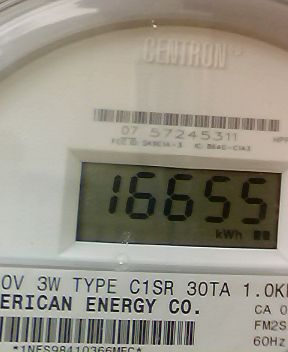 CENTRON
07 57245311
16655
kWh
0V 3W TYPE C1SR 30TA 1.0K
ERICAN ENERGY CO.
CA 0
FM2S
60Hz